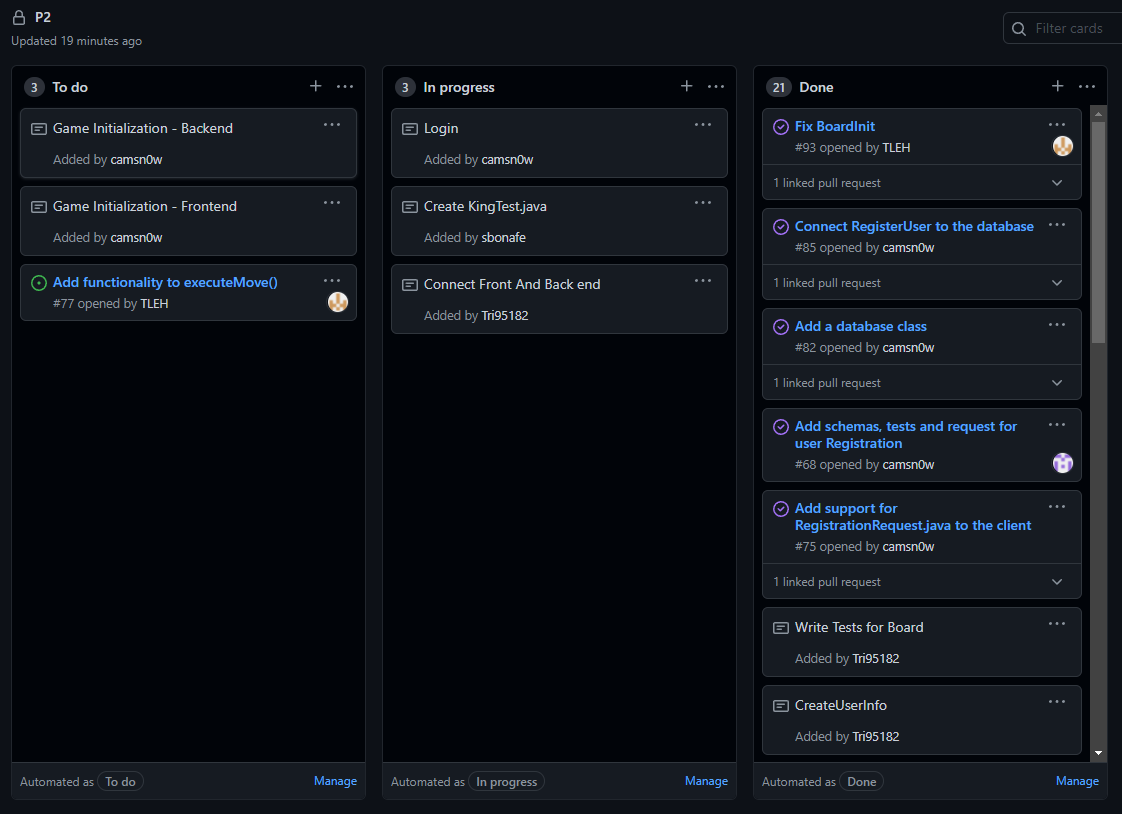 P2
Updated 19 minutes ago
Filter cards
3 To do
Game Initialization - Backend
Added by camsn0w
Game Initialization - Frontend
Added by camsn0w
Add functionality to executeMove()
#77 opened by TLEH
Automated as To do
Manage
3 In progress
Login
Added by camsn0w
Create KingTest.java
Added by sbonafe
Connect Front And Back end
Added by Tri95182
Automated as In progress
Manage
21 Done
Fix BoardInit
#93 opened by TLEH
1 linked pull request
Connect RegisterUser to the database
#85 opened by camsn0w
1 linked pull request
Add a database class
#82 opened by camsn0w
1 linked pull request
Add schemas, tests and request for
user Registration
#68 opened by camsn0w
Add support for
RegistrationRequest.java to the client
#75 opened by camsn0w
1 linked pull request
Write Tests for Board
Added by Tri95182
CreateUserInfo
Added by Tri95182
Automated as Done
Manage